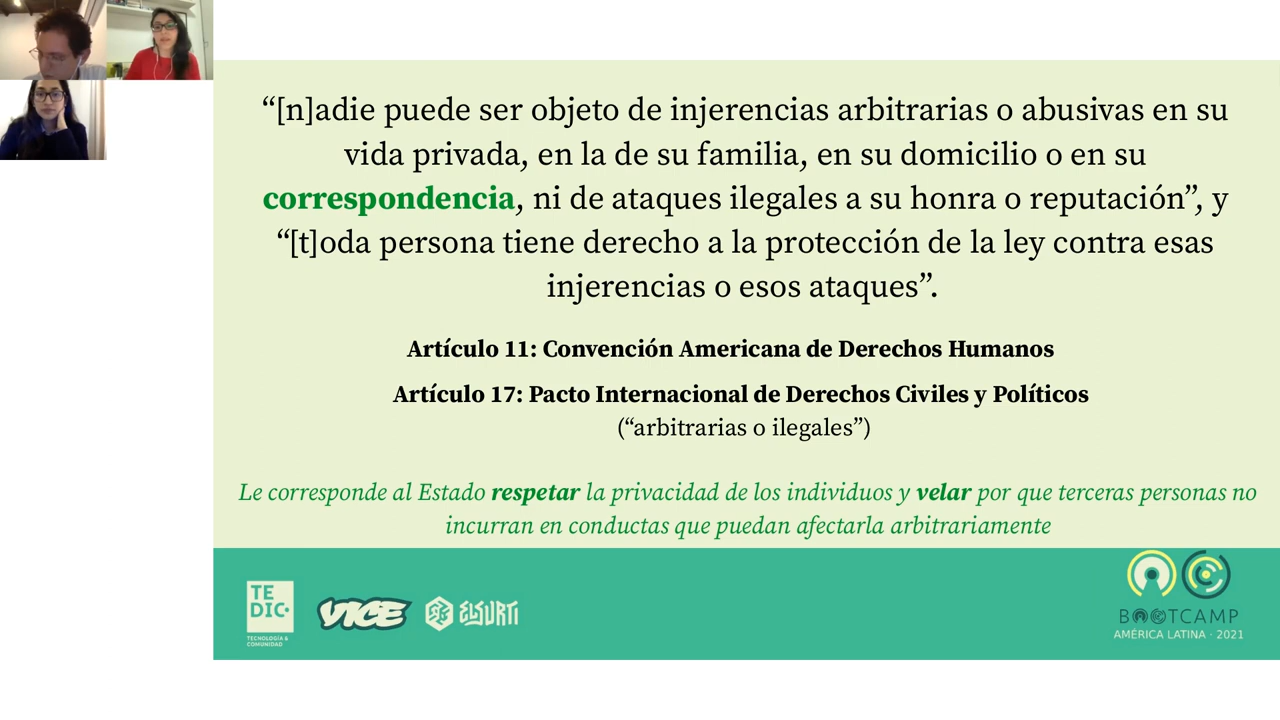 “[n]adie puede ser objeto de injerencias arbitrarias o abusivas en su
vida privada, en la de su familia, en su domicilio o en su
correspondencia, ni de ataques ilegales a su honra o reputación”, y
“[t]oda persona tiene derecho a la protección de la ley contra esas
injerencias o esos ataques”.
Artículo 11: Convención Americana de Derechos Humanos
Artículo 17: Pacto Internacional de Derechos Civiles y Políticos
(“arbitrarias o ilegales”)
Le corresponde al Estado respetar la privacidad de los individuos y velar por que terceras personas no
incurran en conductas que puedan afectarla arbitrariamente
TE
DIC
TECNOLOGÍA &
COMUNIDAD
VICE
ELSURTI
BOOTCAMP
AMÉRICA LATINA · 2021